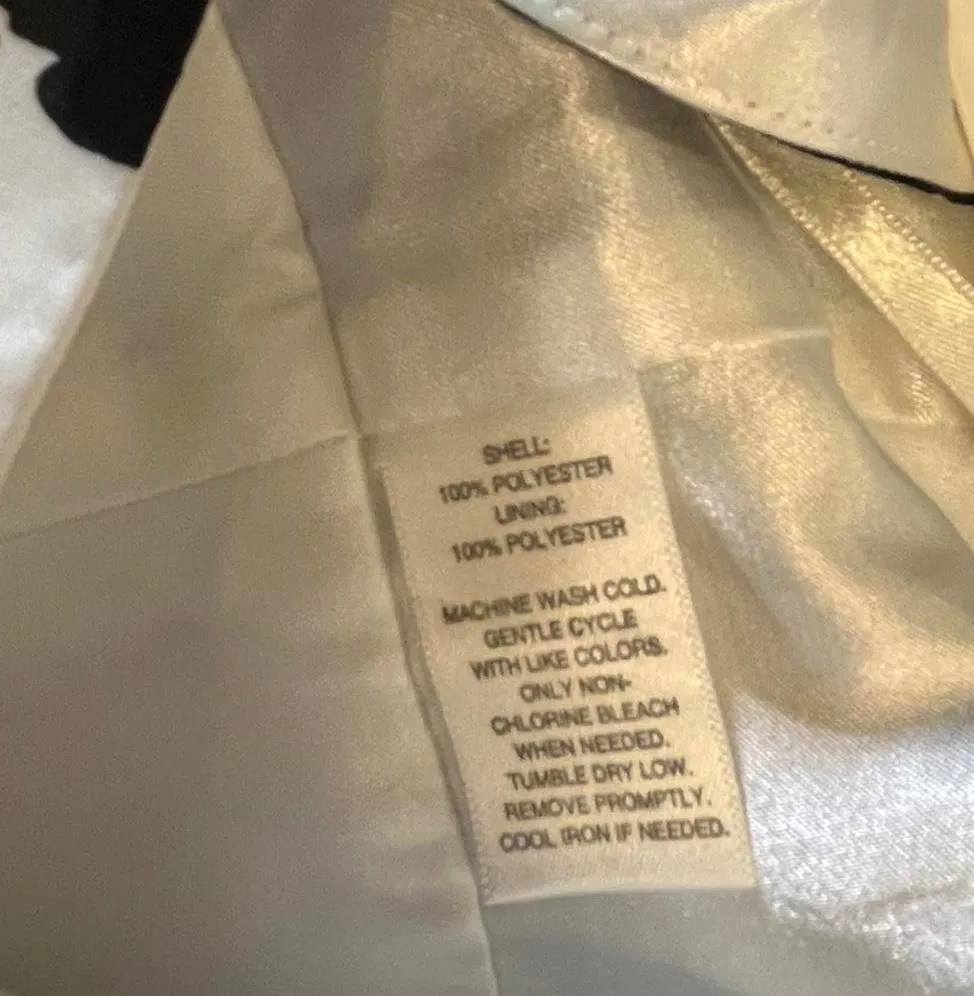 SHELL:
100% POLYESTER
LINING:
100% POLYESTER
MACHINE WASH COLD.
GENTLE CYCLE
WITH LIKE COLORS.
ONLY NON-
CHLORINE BLEACH
WHEN NEEDED.
TUMBLE DRY LOW.
REMOVE PROMPTLY.
COOL IRON IF NEEDED.